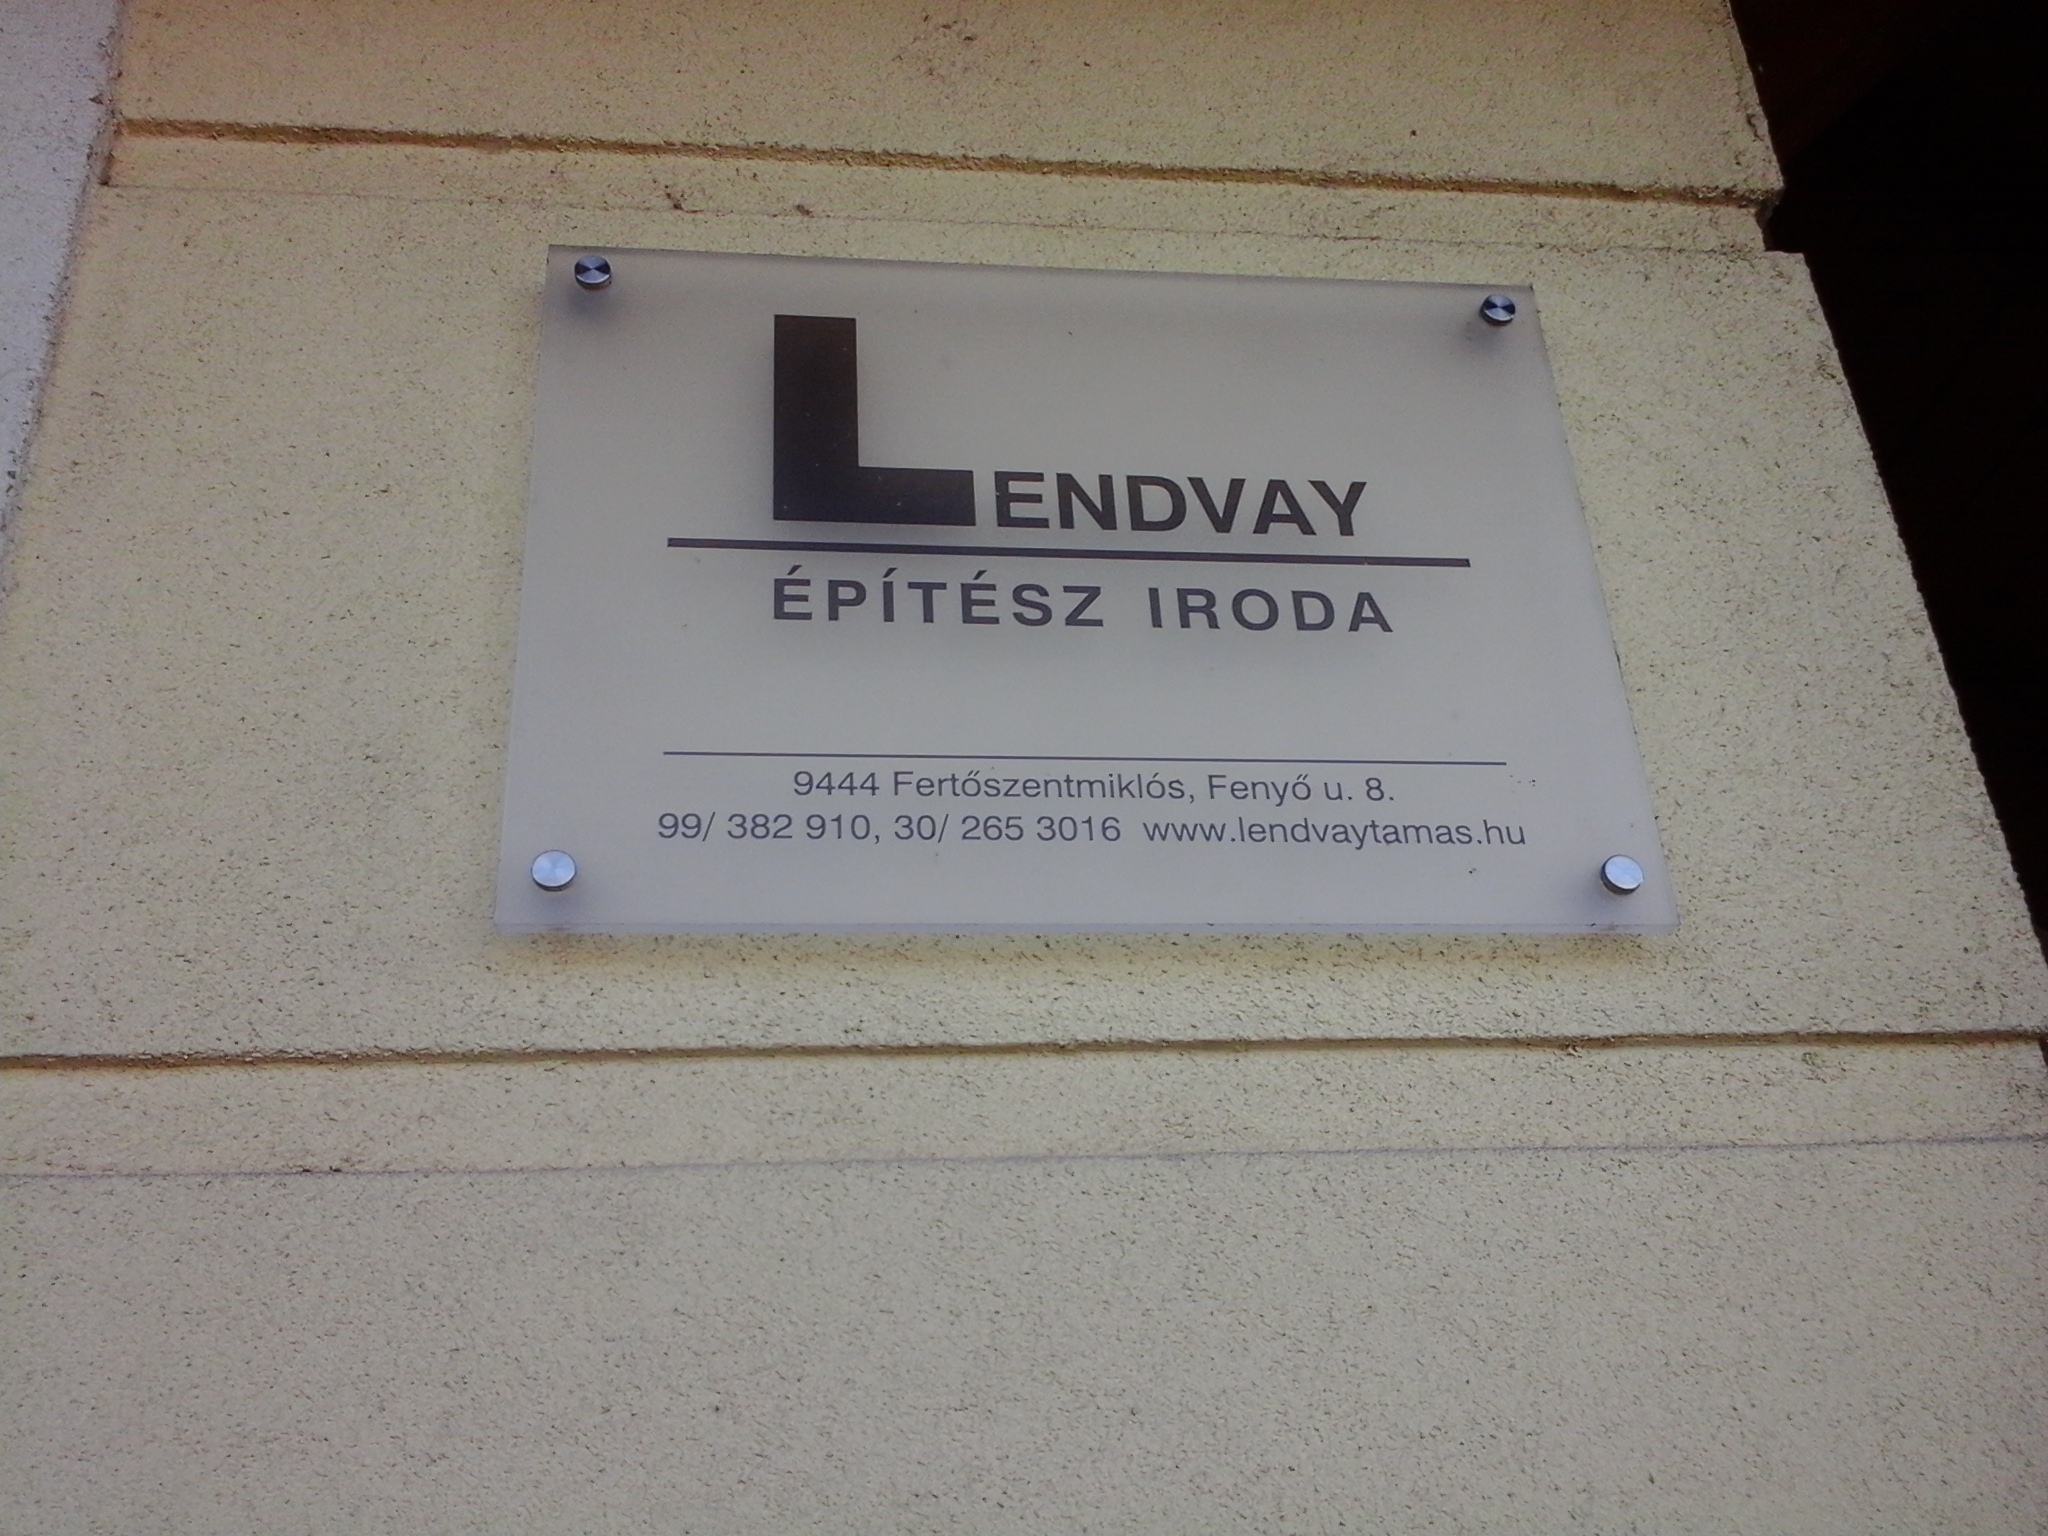 LENDVAY
ÉPÍTÉSZ IRODA
9444 Fertőszentmiklós, Fenyő u. 8.
99/ 382 910, 30/ 265 3016 www.lendvaytamas.hu